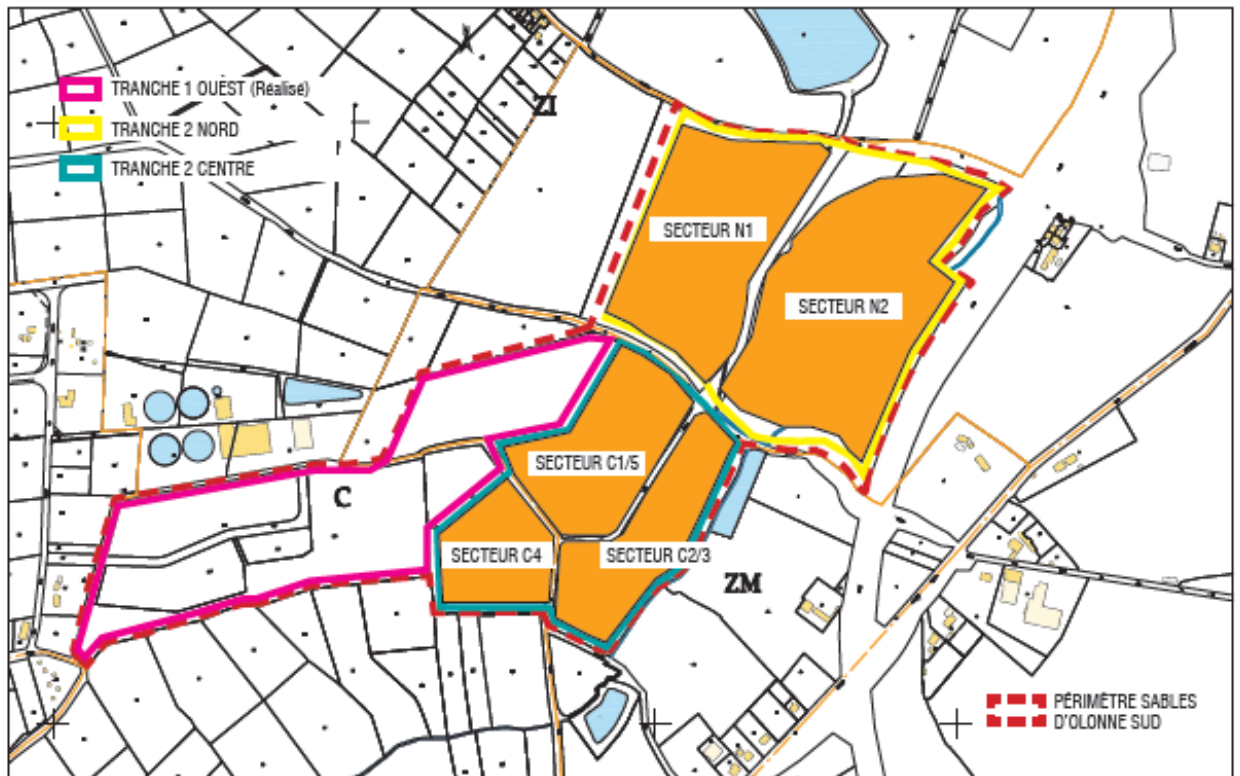 TRANCHE 1 OUEST (Réalisé)
TRANCHE 2 NORD
TRANCHE 2 CENTRE
ZI
SECTEUR N1
SECTEUR N2
SECTEUR C1/5
C
SECTEUR C4
SECTEUR C2/3
ZM
PÉRIMÈTRE SABLES
D'OLONNE SUD